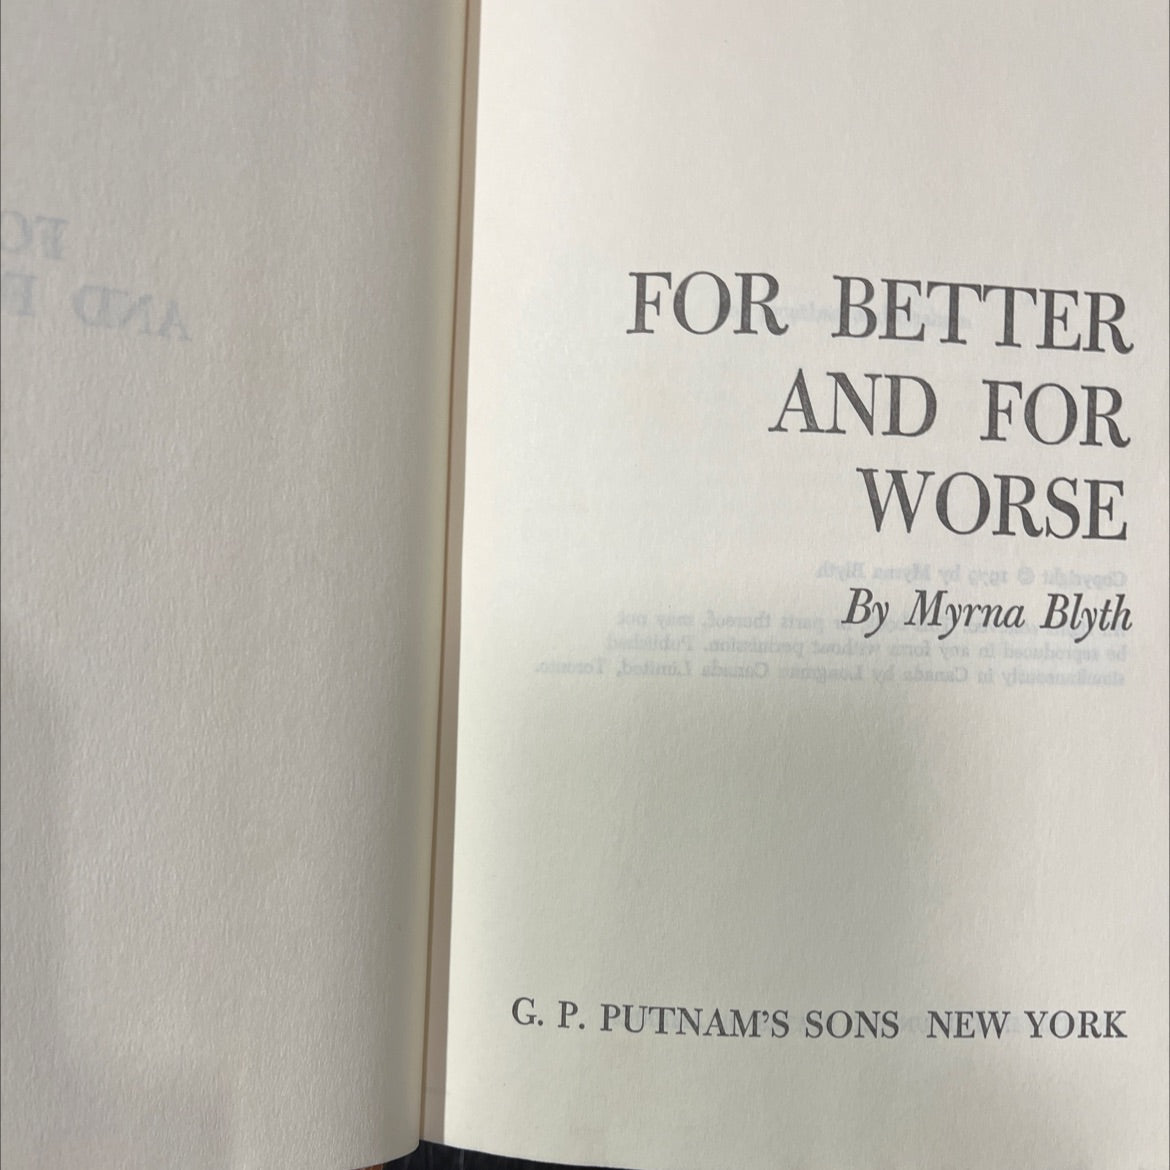 FOR BETTER
AND FOR
WORSE
By Myrna Blyth
G. P. PUTNAM'S SONS NEW YORK